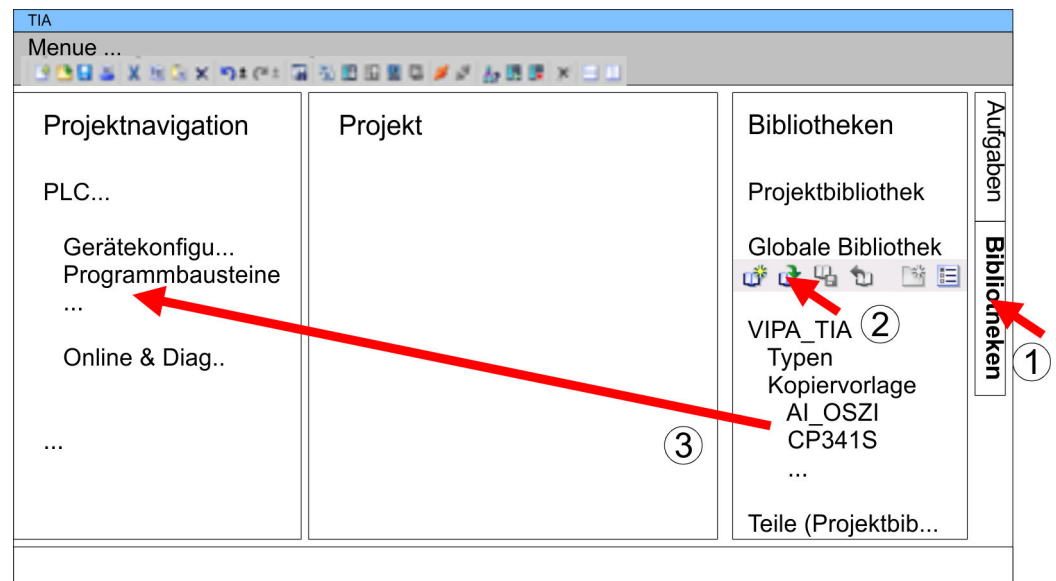 TIA
Menue ...
Projektnavigation
PLC...
Gerätekonfigu...
Programmbausteine
...
Online & Diag..
...
Projekt
3
Bibliotheken
Projektbibliothek
Globale Bibliothek
2
VIPA_TIA
Typen
Kopiervorlage
AI_OSZI
CP341S
...
Teile (Projektbib...
Aufgaben
Bibliotheken
1